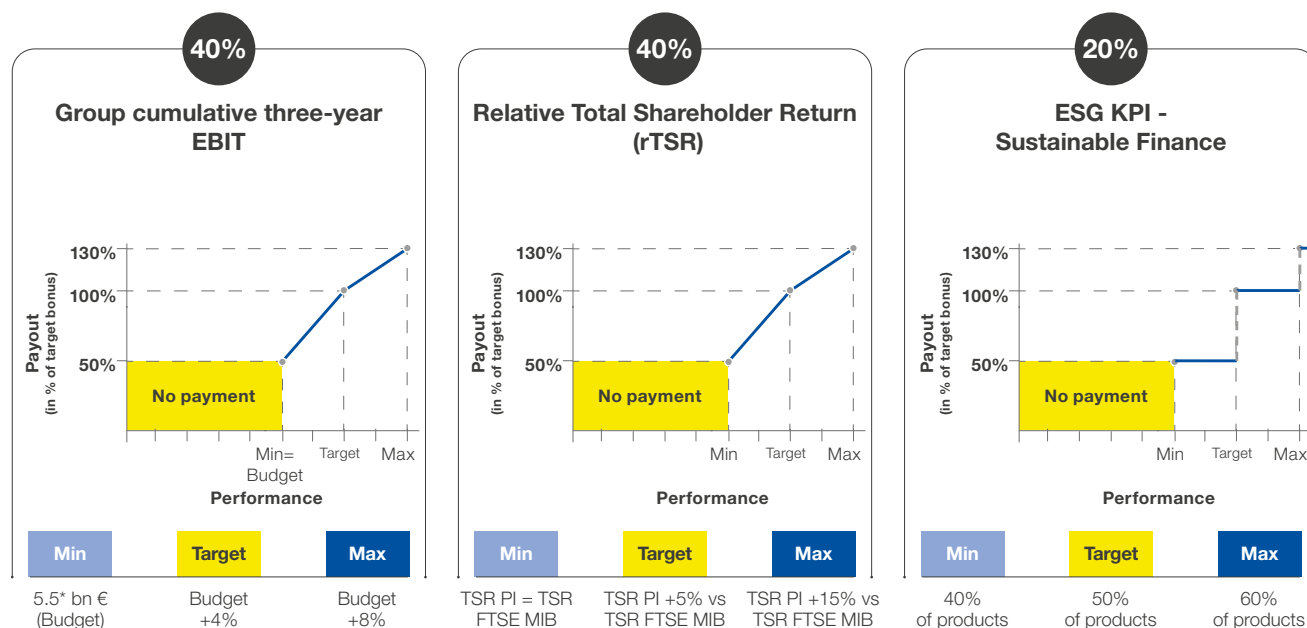 40%
Group cumulative three-year
EBIT
Payout
(in % of target bonus)
130%
100%
50%
No payment
Min=
Budget
Target
Max
Performance
Min
Target
Max
5.5* bn €
(Budget)
Budget
+4%
Budget
+8%
40%
Relative Total Shareholder Return
(rTSR)
Payout
(in % of target bonus)
130%
100%
50%
No payment
Min
Target
Max
Performance
Min
Target
Max
TSR PI = TSR
FTSE MIB
TSR PI +5% vs
TSR FTSE MIB
TSR PI +15% vs
TSR FTSE MIB
20%
ESG KPI -
Sustainable Finance
Payout
(in % of target bonus)
130%
100%
50%
No payment
Min
Target
Max
Performance
Min
Target
Max
40%
of products
50%
of products
60%
of products